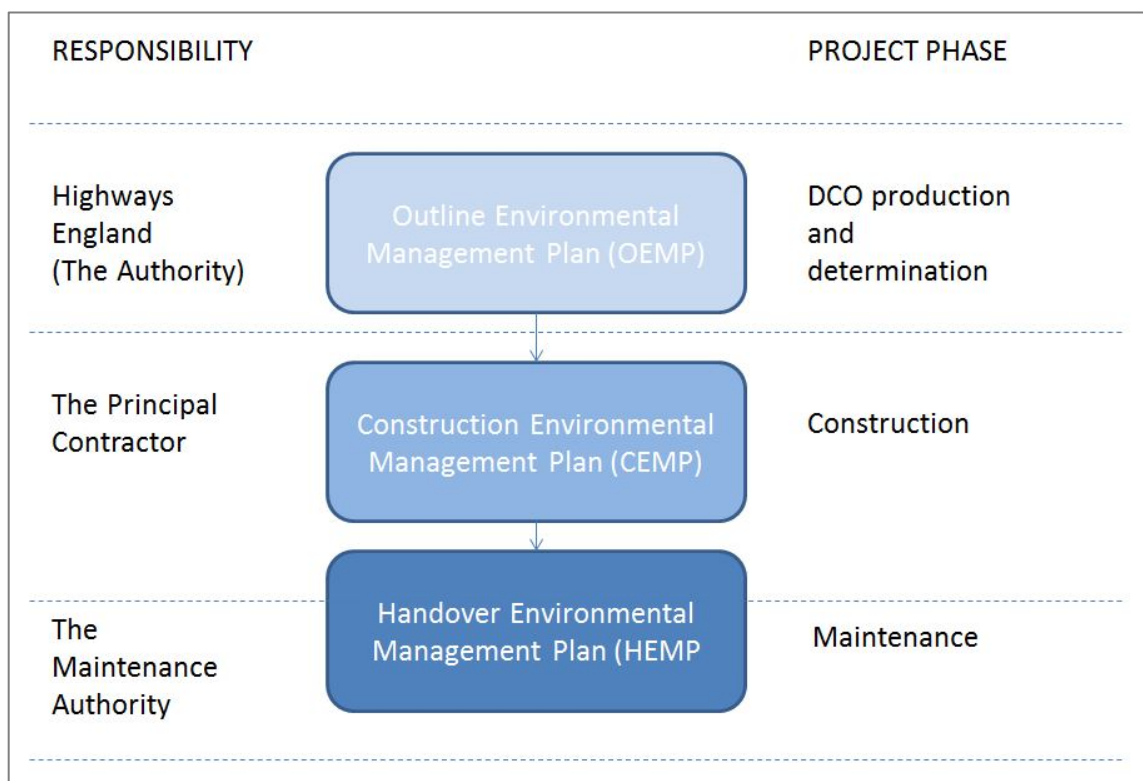 RESPONSIBILITY
PROJECT PHASE
Highways
England
(The Authority)
Outline Environmental
Management Plan (OEMP)
DCO production
and
determination
The Principal
Contractor
Construction Environmental
Management Plan (CEMP)
Construction
The
Maintenance
Authority
Handover Environmental
Management Plan (HEMP
Maintenance